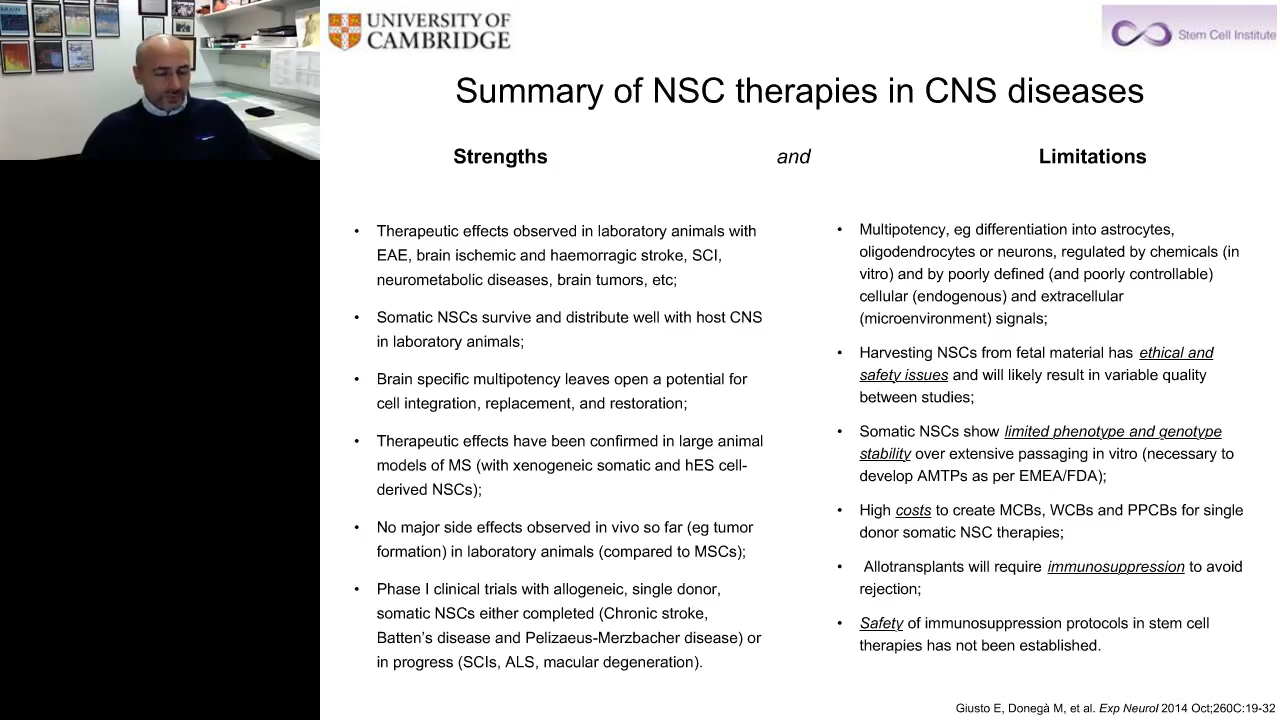 BRAIN
UNIVERSITY OF
CAMBRIDGE
Stem Cell Institute
Summary of NSC therapies in CNS diseases
Strengths and Limitations
• Therapeutic effects observed in laboratory animals with
EAE, brain ischemic and haemorragic stroke, SCI,
neurometabolic diseases, brain tumors, etc;
• Somatic NSCs survive and distribute well with host CNS
in laboratory animals;
• Brain specific multipotency leaves open a potential for
cell integration, replacement, and restoration;
• Therapeutic effects have been confirmed in large animal
models of MS (with xenogeneic somatic and hES cell-
derived NSCs);
• No major side effects observed in vivo so far (eg tumor
formation) in laboratory animals (compared to MSCs);
• Phase I clinical trials with allogeneic, single donor,
somatic NSCs either completed (Chronic stroke,
Batten’s disease and Pelizaeus-Merzbacher disease) or
in progress (SCIs, ALS, macular degeneration).
• Multipotency, eg differentiation into astrocytes,
oligodendrocytes or neurons, regulated by chemicals (in
vitro) and by poorly defined (and poorly controllable)
cellular (endogenous) and extracellular
(microenvironment) signals;
• Harvesting NSCs from fetal material has ethical and
safety issues and will likely result in variable quality
between studies;
• Somatic NSCs show limited phenotype and genotype
stability over extensive passaging in vitro (necessary to
develop AMTPs as per EMEA/FDA);
• High costs to create MCBs, WCBs and PPCBs for single
donor somatic NSC therapies;
• Allotransplants will require immunosuppression to avoid
rejection;
• Safety of immunosuppression protocols in stem cell
therapies has not been established.
Giusto E, Donegà M, et al. Exp Neurol 2014 Oct;260C:19-32